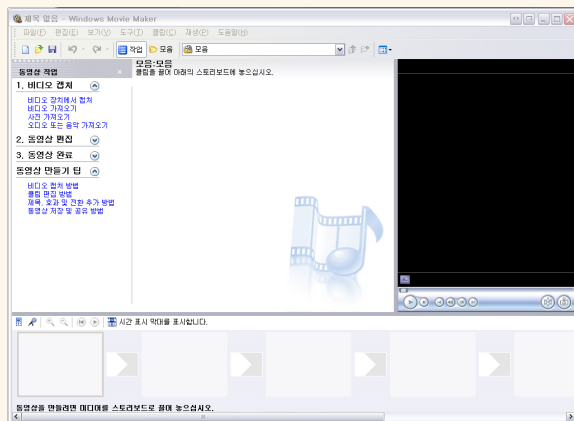 제목 없음 - Windows Movie Maker
파일(F) 편집(E) 보기(V) 도구(T) 클립(C) 재생(P) 도움말(H)
작업 모음 모음
동영상 작업
모음:모음
클립을 끌어 아래의 스토리보드에 놓으십시오.
1. 비디오 캡처
비디오 장치에서 캡처
비디오 가져오기
사진 가져오기
오디오 또는 음악 가져오기
2. 동영상 편집
3. 동영상 완료
동영상 만들기 팁
비디오 캡처 방법
클립 편집 방법
제목, 효과 및 전환 추가 방법
동영상 저장 및 공유 방법
시간 표시 막대를 표시합니다.
동영상을 만들려면 미디어를 스토리보드로 끌어 놓으십시오.